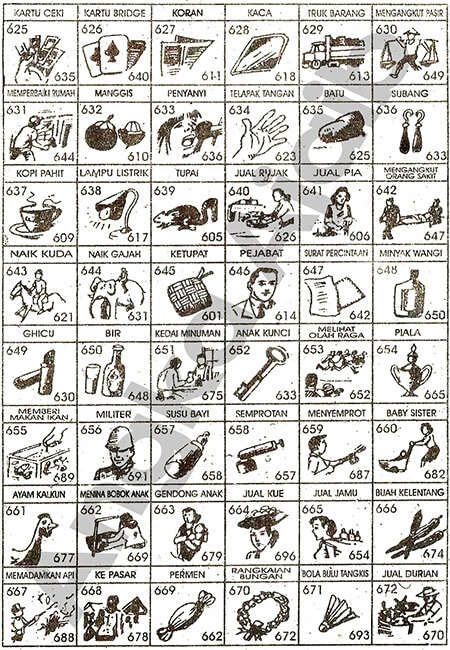 KARTU CEKI KARTU BRIDGE KORAN KACA TRUK BARANG MENGANGKUT PASIR
625 626 627 628 629 630
635 640 611 618 613 649
MEMPERBAIKI RUMAH MANGGIS PENYANYI TELAPAK TANGAN BATU SUBANG
631 632 633 634 635 636
644 610 636 623 625 633
KOPI PAHIT LAMPU LISTRIK TUPAI JUAL RUJAK JUAL PIA MENGANGKUT ORANG SAKIT
637 638 639 640 641 642
609 617 605 626 606 647
NAIK KUDA NAIK GAJAH KETUPAT PEJABAT SURAT PERCINTAAN MINYAK WANGI
643 644 645 646 647 648
621 631 601 614 642 650
GHICU BIR KEDAI MINUMAN ANAK KUNCI MELIHAT OLAH RAGA PIALA
649 650 651 652 653 654
630 648 675 633 652 665
MEMBERI MAKAN IKAN MILITER SUSU BAYI SEMPROTAN MENYEMPROT BABY SISTER
655 656 657 658 659 660
689 691 658 657 687 682
AYAM KALKUN MENINA BOBOK ANAK GENDONG ANAK JUAL KUE JUAL JAMU BUAH KELENTANG
661 662 663 664 665 666
677 669 679 696 654 674
MEMADAMKAN API KE PASAR PERMEN RANGKAIAN BUNGAN BOLA BULU TANGKIS JUAL DURIAN
667 668 669 670 671 672
688 678 662 672 693 670